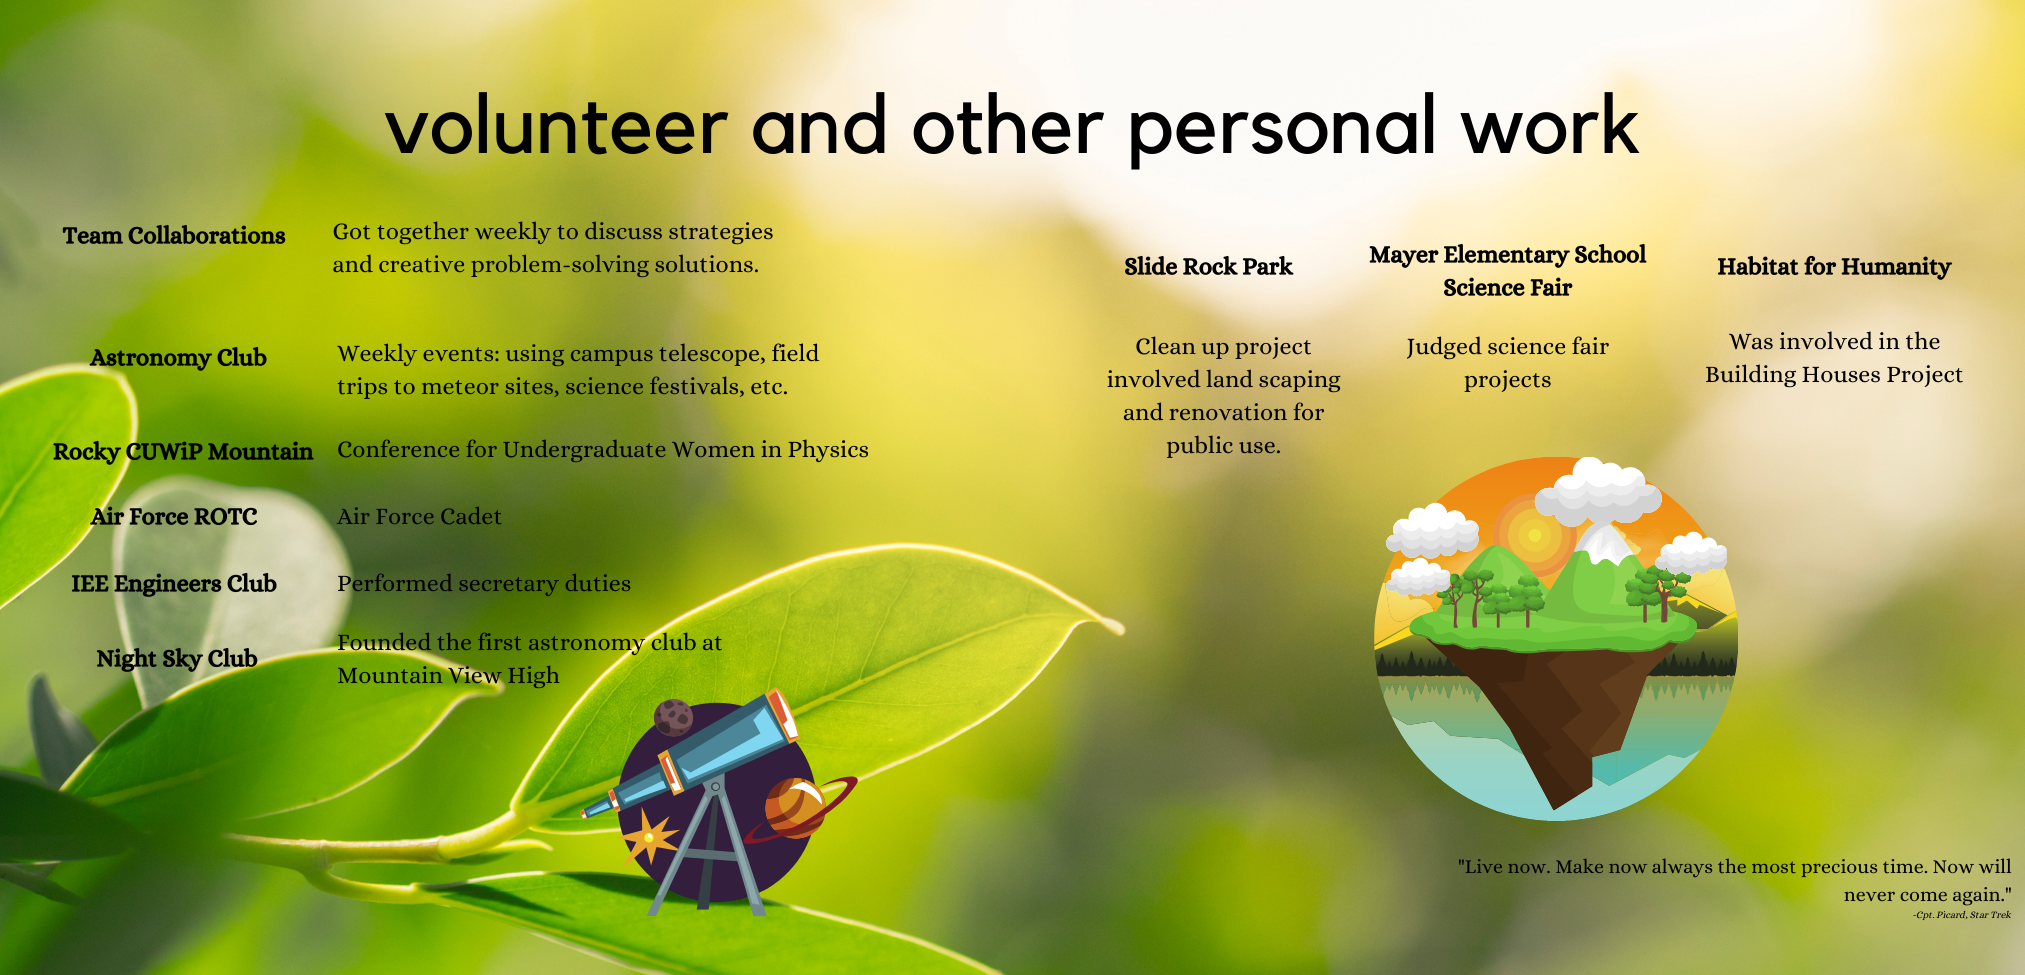 volunteer and other personal work
Team Collaborations
Got together weekly to discuss strategies
and creative problem-solving solutions.
Astronomy Club
Weekly events: using campus telescope, field
trips to meteor sites, science festivals, etc.
Rocky CUWiP Mountain
Conference for Undergraduate Women in Physics
Air Force ROTC
Air Force Cadet
IEE Engineers Club
Performed secretary duties
Night Sky Club
Founded the first astronomy club at
Mountain View High
Slide Rock Park
Clean up project
involved land scaping
and renovation for
public use.
Mayer Elementary School
Science Fair
Judged science fair
projects
Habitat for Humanity
Was involved in the
Building Houses Project
"Live now. Make now always the most precious time. Now will
never come again."
-Cpt. Picard, Star Trek